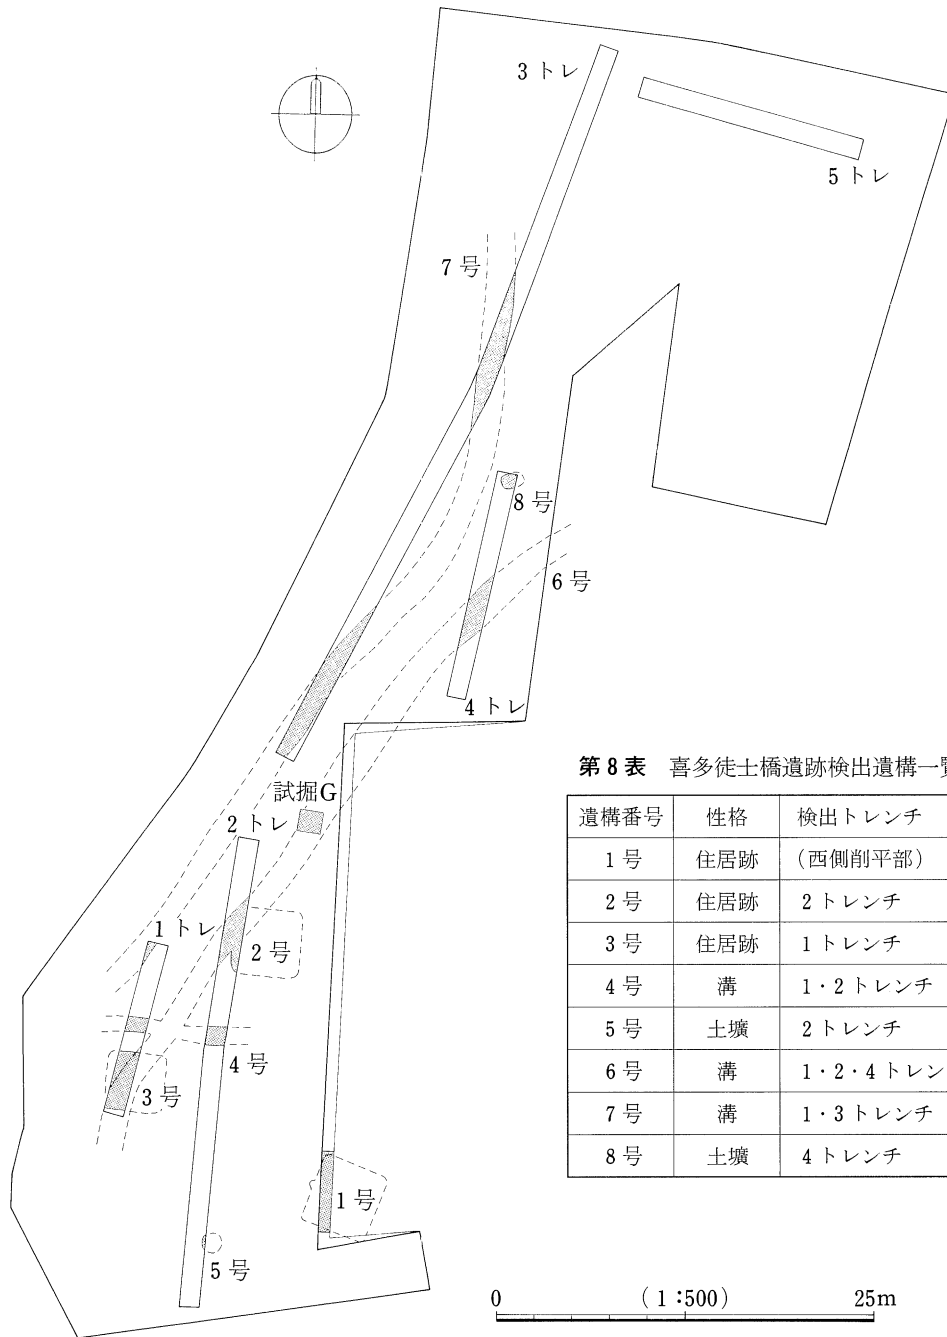 3 トレ
5 トレ
7 号
8 号
6 号
4 トレ
試掘G
2 トレ
1 トレ
2 号
4 号
3 号
1 号
5 号
第8表 喜多徒土橋遺跡検出遺構一覧
遺構番号 性格 検出トレンチ
1 号 住居跡 (西側削平部)
2 号 住居跡 2 トレンチ
3 号 住居跡 1 トレンチ
4 号 溝 1・2 トレンチ
5 号 土壙 2 トレンチ
6 号 溝 1・2・4 トレン
7 号 溝 1・3 トレンチ
8 号 土壙 4 トレンチ
0 (1:500) 25m